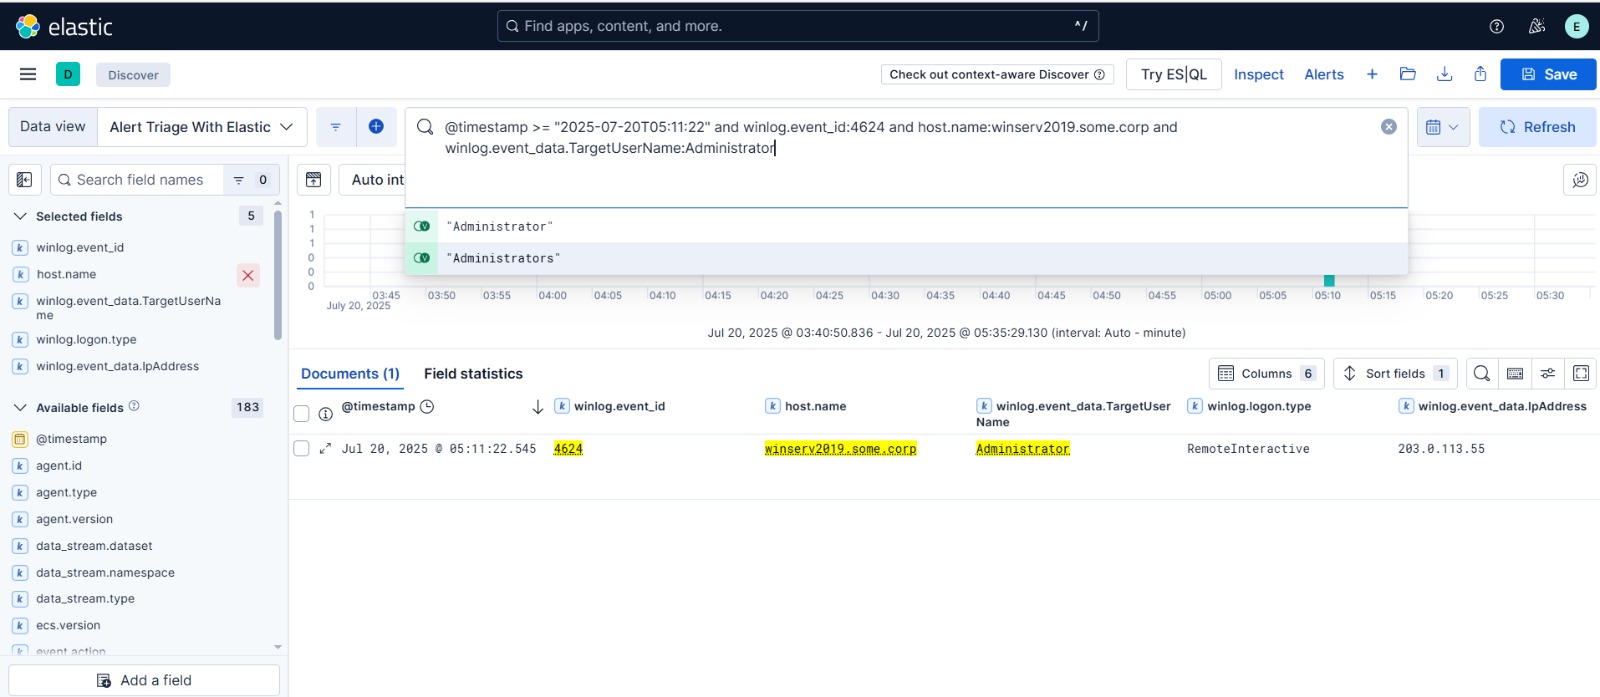 elastic
Find apps, content, and more.
^/
E
D
Discover
Check out context-aware Discover
Try ES|QL
Inspect
Alerts
Save
Data view
Alert Triage With Elastic
@timestamp >= "2025-07-20T05:11:22" and winlog.event_id:4624 and host.name:winserv2019.some.corp and
winlog.event_data.TargetUserName:Administrator
Refresh
Search field names
0
Auto int
"Administrator"
"Administrators"
Selected fields
5
winlog.event_id
host.name
winlog.event_data.TargetUserNa
me
winlog.logon.type
winlog.event_data.IpAddress
Available fields
183
@timestamp
agent.id
agent.type
agent.version
data_stream.dataset
data_stream.namespace
data_stream.type
ecs.version
event.action
Add a field
1
1
1
0
0
0
03:45
03:50
03:55
04:00
04:05
04:10
04:15
04:20
04:25
04:30
04:35
04:40
04:45
04:50
04:55
05:00
05:05
05:10
05:15
05:20
05:25
05:30
July 20, 2025
Jul 20, 2025 @ 03:40:50.836 - Jul 20, 2025 @ 05:35:29.130 (interval: Auto - minute)
Documents (1)
Field statistics
Columns 6
Sort fields 1
@timestamp
winlog.event_id
host.name
winlog.event_data.TargetUser
Name
winlog.logon.type
winlog.event_data.IpAddress
Jul 20, 2025 @ 05:11:22.545
4624
winserv2019.some.corp
Administrator
RemoteInteractive
203.0.113.55